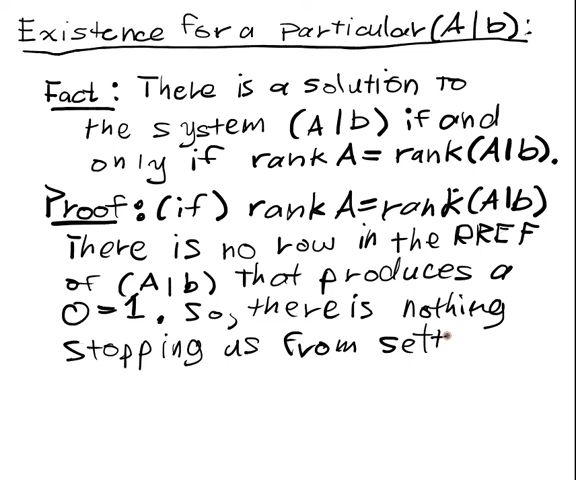 Existence for a particular (A|b):
Fact: There is a solution to
the system (A|b) if and
only if rank A = rank(A|b).
Proof: (if) rank A = rank(A|b)
There is no row in the RREF
of (A|b) that produces a
0=1. So, there is nothing
stopping us from sett